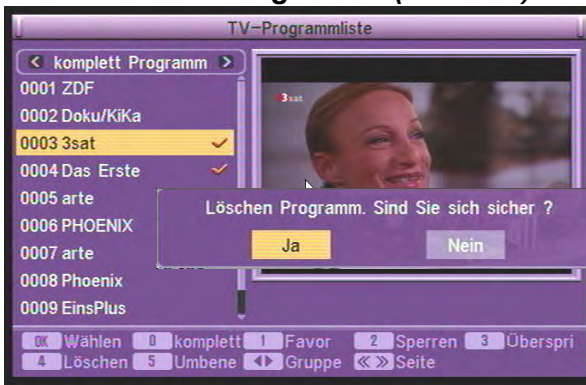 TV-Programmliste
komplett Programm
0001 ZDF
0002 Doku/KiKa
0003 3sat
0004 Das Erste
0005 arte
0006 PHOENIX
0007 arte
0008 Phoenix
0009 EinsPlus
3sat
Löschen Programm. Sind Sie sich sicher ?
Ja Nein
OK Wählen 0 komplett 1 Favor 2 Sperren 3 Überspri
4 Löschen 5 Umbene Gruppe Seite